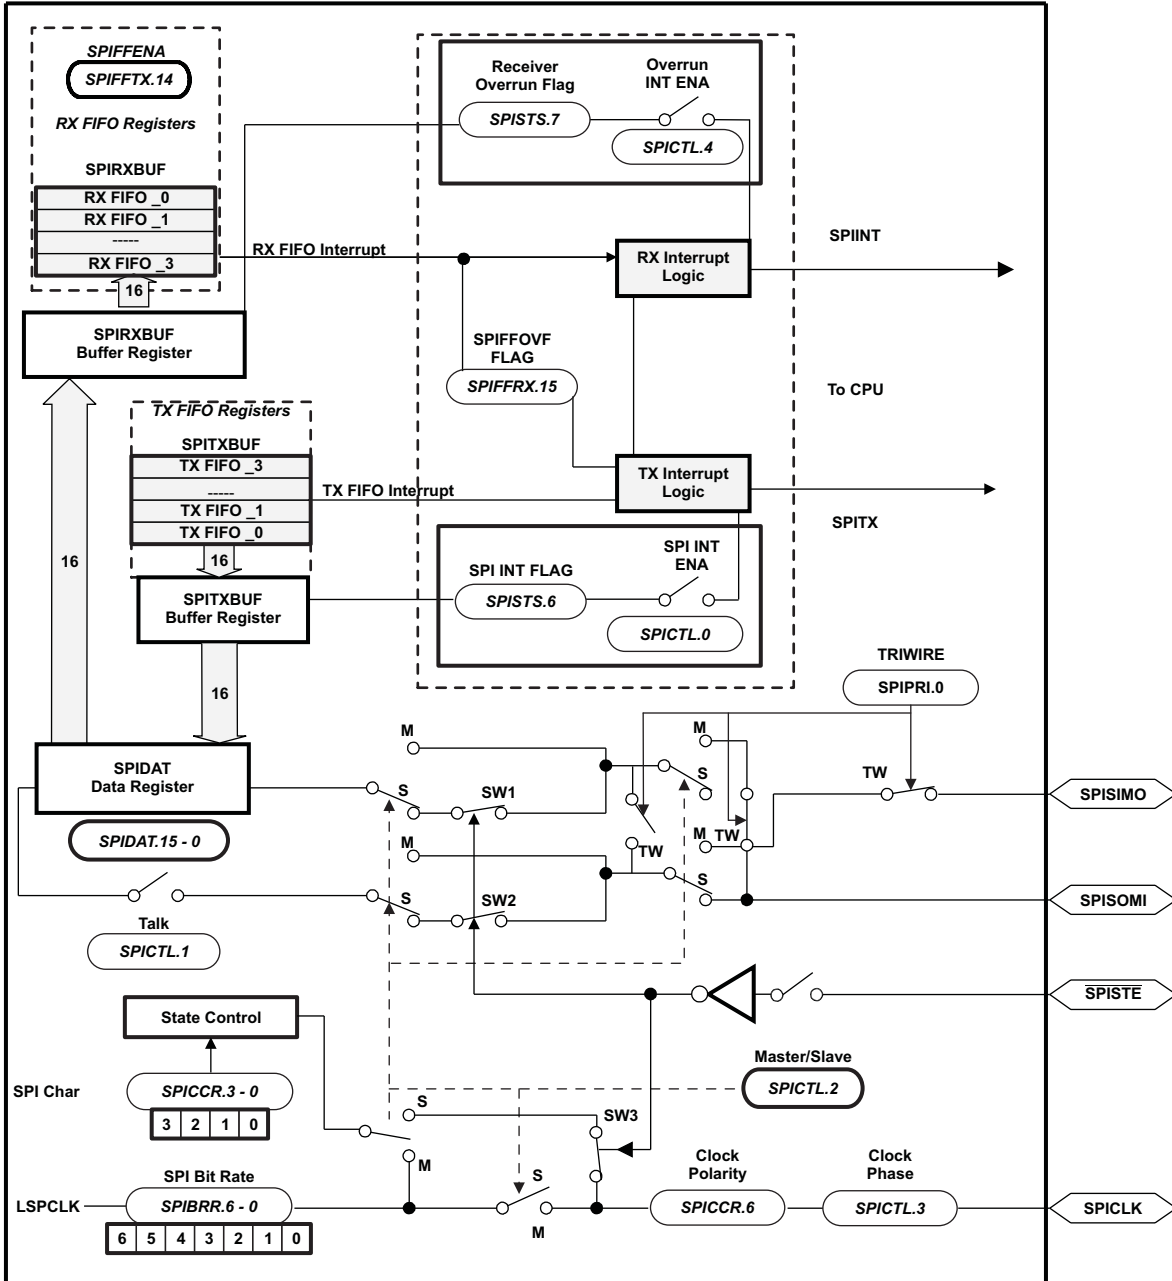 SPIFFENA
SPIFFTX.14
RX FIFO Registers
SPIRXBUF
RX FIFO _0
RX FIFO _1
-----
RX FIFO _3
16
SPIRXBUF
Buffer Register
Receiver
Overrun Flag
SPISTS.7
Overrun
INT ENA
SPICTL.4
RX FIFO Interrupt
RX Interrupt
Logic
SPIINT
SPIFFOVF
FLAG
SPIFFRX.15
To CPU
TX FIFO Registers
SPITXBUF
TX FIFO _3
-----
TX FIFO _1
TX FIFO _0
16
16
SPITXBUF
Buffer Register
16
TX FIFO Interrupt
TX Interrupt
Logic
SPITX
SPI INT FLAG
SPISTS.6
SPI INT
ENA
SPICTL.0
TRIWIRE
SPIPRI.0
SPIDAT
Data Register
SPIDAT.15 - 0
M
S
SW1
M
S
SW2
TW
M
S
M
TW
S
TW
SPISIMO
SPISOMI
SPISTE
Talk
SPICTL.1
State Control
SPI Char
SPICCR.3 - 0
3 2 1 0
Master/Slave
SPICTL.2
S
M
SW3
S
M
LSPCLK
SPI Bit Rate
SPIBRR.6 - 0
6 5 4 3 2 1 0
Clock
Polarity
SPICCR.6
Clock
Phase
SPICTL.3
SPICLK